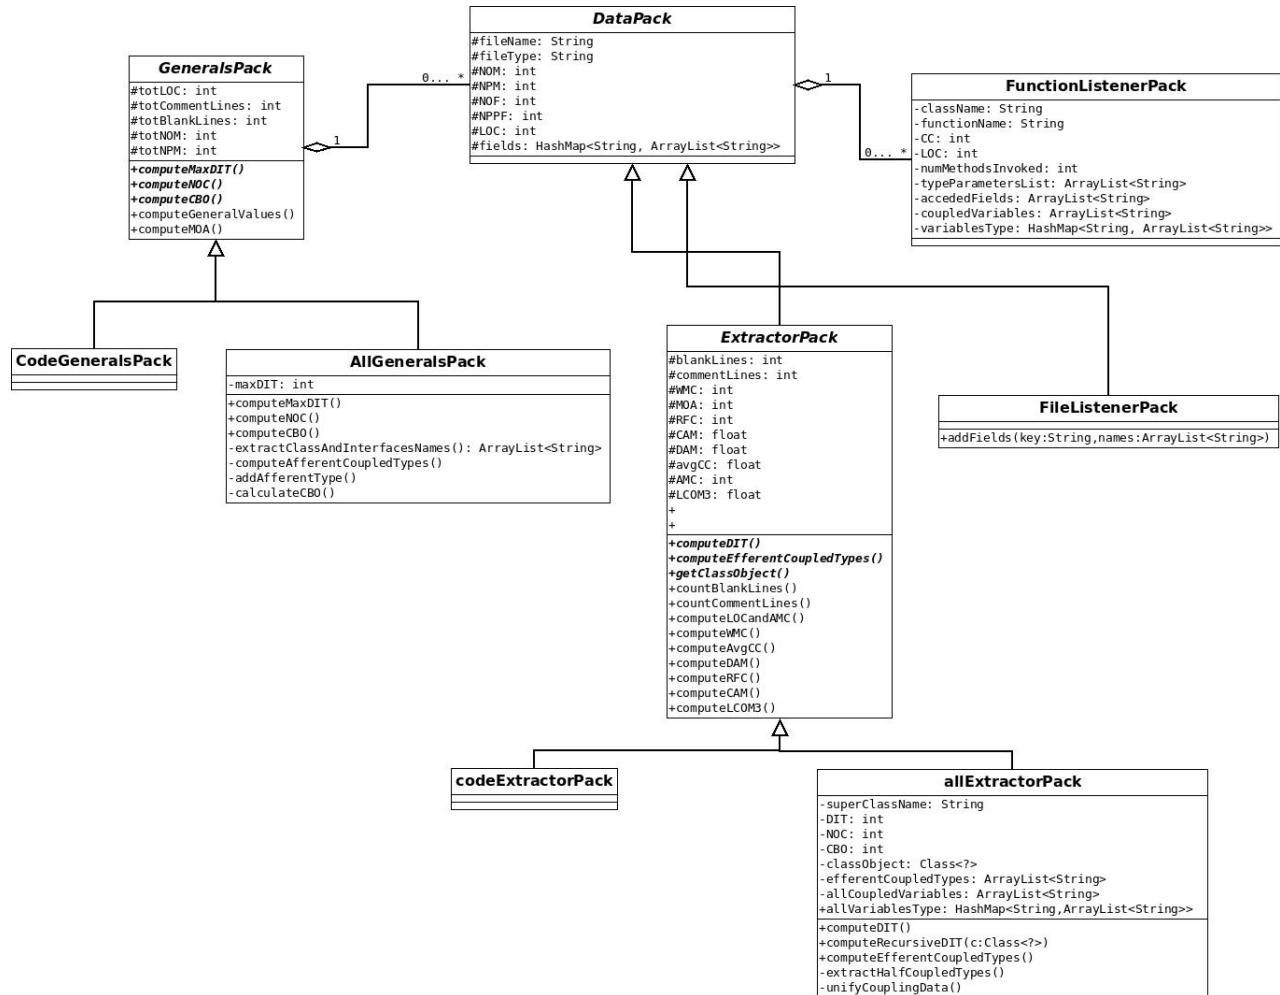 DataPack
#fileName: String
#fileType: String
#NOM: int
#NPM: int
#NOF: int
#NPPF: int
#LOC: int
#fields: HashMap<String, ArrayList<String>>
GeneralsPack
#totLOC: int
#totCommentLines: int
#totBlankLines: int
#totNOM: int
#totNPM: int
+computeMaxDIT()
+computeNOC()
+computeCBO()
+computeGeneralValues()
+computeMOA()
1
0... *
1
0... *
FunctionListenerPack
-className: String
-functionName: String
-CC: int
-LOC: int
-numMethodsInvoked: int
-typeParametersList: ArrayList<String>
-accededFields: ArrayList<String>
-coupledVariables: ArrayList<String>
-variablesType: HashMap<String, ArrayList<String>>
CodeGeneralsPack
AllGeneralsPack
-maxDIT: int
+computeMaxDIT()
+computeNOC()
+computeCBO()
-extractClassAndInterfacesNames(): ArrayList<String>
-computeAfferentCoupledTypes()
-addAfferentType()
-calculateCBO()
ExtractorPack
#blankLines: int
#commentLines: int
#WMC: int
#MOA: int
#RFC: int
#CAM: float
#DAM: float
#avgCC: float
#AMC: int
#LCOM3: float
+
+
+computeDIT()
+computeEfferentCoupledTypes()
+getClassObject()
+countBlankLines()
+countCommentLines()
+computeLOCandAMC()
+computeWMC()
+computeAvgCC()
+computeDAM()
+computeRFC()
+computeCAM()
+computeLCOM3()
FileListenerPack
+addFields(key:String,names:ArrayList<String>)
codeExtractorPack
allExtractorPack
-superClassName: String
-DIT: int
-NOC: int
-CBO: int
-classObject: Class<?>
-efferentCoupledTypes: ArrayList<String>
-allCoupledVariables: ArrayList<String>
+allVariablesType: HashMap<String,ArrayList<String>>
+computeDIT()
+computeRecursiveDIT(c:Class<?>)
+computeEfferentCoupledTypes()
-extractHalfCoupledTypes()
-unifyCouplingData()